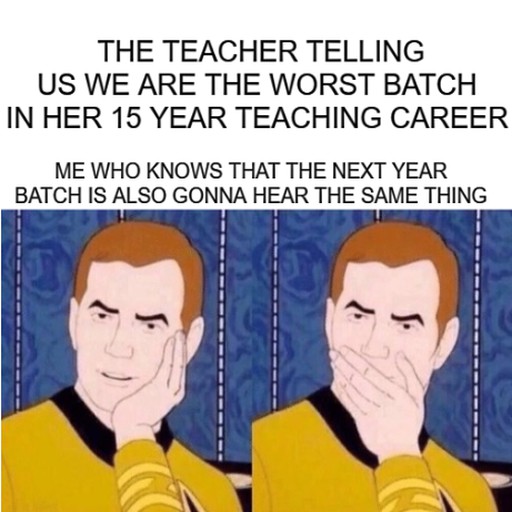 THE TEACHER TELLING
US WE ARE THE WORST BATCH
IN HER 15 YEAR TEACHING CAREER
ME WHO KNOWS THAT THE NEXT YEAR
BATCH IS ALSO GONNA HEAR THE SAME THING